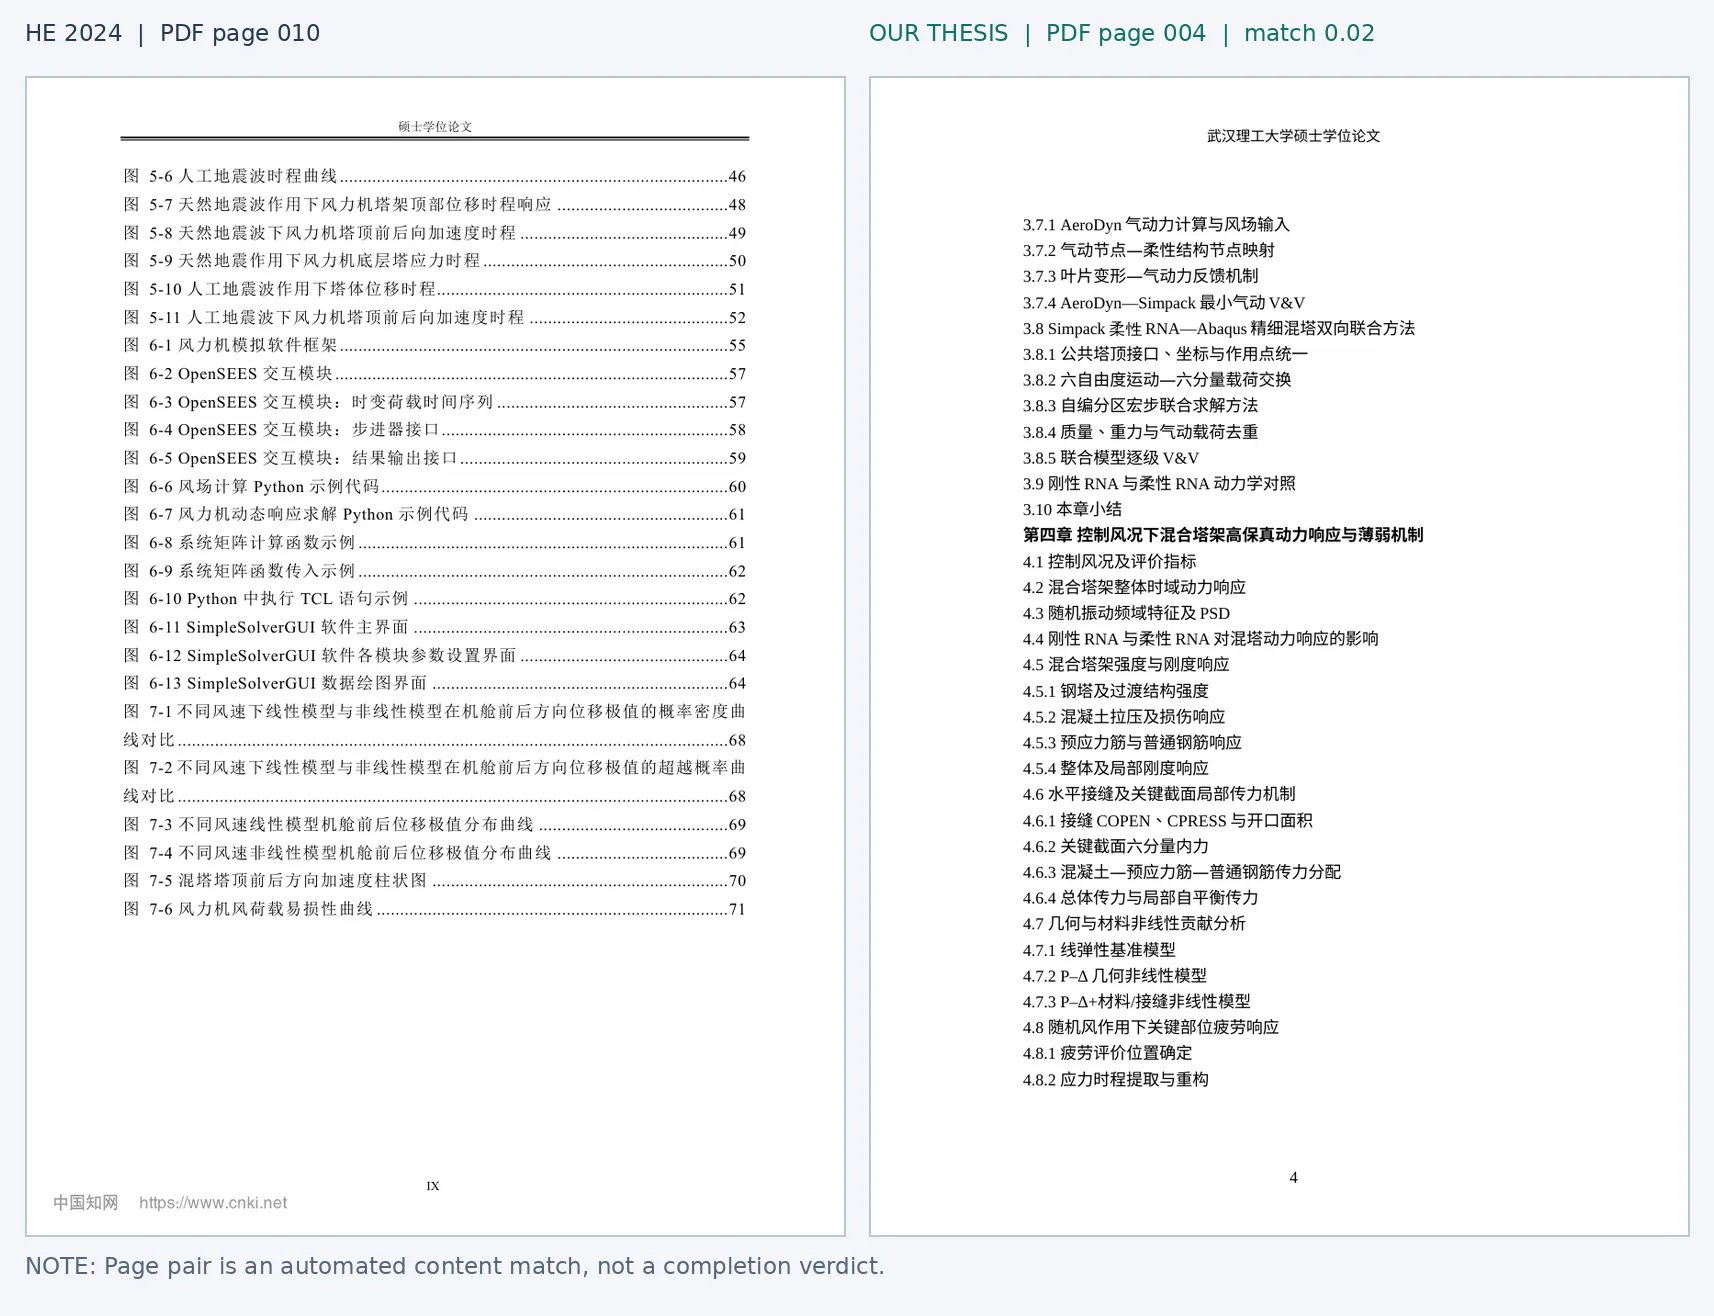 HE 2024 | PDF page 010
硕士学位论文
图 5-6 人工地震波时程曲线....................46
图 5-7 天然地震波作用下风力机塔架顶部位移时程响应....................48
图 5-8 天然地震波下风力机塔顶前后向加速度时程....................49
图 5-9 天然地震作用下风力机底层塔应力时程....................50
图 5-10 人工地震波作用下塔体位移时程....................51
图 5-11 人工地震波下风力机塔顶前后向加速度时程....................52
图 6-1 风力机模拟软件框架....................55
图 6-2 OpenSEES 交互模块....................57
图 6-3 OpenSEES 交互模块：时变荷载时间序列....................57
图 6-4 OpenSEES 交互模块：步进器接口....................58
图 6-5 OpenSEES 交互模块：结果输出接口....................59
图 6-6 风场计算 Python 示例代码....................60
图 6-7 风力机动态响应求解 Python 示例代码....................61
图 6-8 系统矩阵计算函数示例....................61
图 6-9 系统矩阵函数传入示例....................62
图 6-10 Python 中执行 TCL 语句示例....................62
图 6-11 SimpleSolverGUI 软件主界面....................63
图 6-12 SimpleSolverGUI 软件各模块参数设置界面....................64
图 6-13 SimpleSolverGUI 数据绘图界面....................64
图 7-1 不同风速下线性模型与非线性模型在机舱前后方向位移极值的概率密度曲
线对比....................68
图 7-2 不同风速下线性模型与非线性模型在机舱前后方向位移极值的超越概率曲
线对比....................68
图 7-3 不同风速线性模型机舱前后位移极值分布曲线....................69
图 7-4 不同风速非线性模型机舱前后位移极值分布曲线....................69
图 7-5 混塔塔顶前后方向加速度柱状图....................70
图 7-6 风力机风荷载易损性曲线....................71
IX
中国知网 https://www.cnki.net
OUR THESIS | PDF page 004 | match 0.02
武汉理工大学硕士学位论文
3.7.1 AeroDyn 气动力计算与风场输入
3.7.2 气动节点—柔性结构节点映射
3.7.3 叶片变形—气动力反馈机制
3.7.4 AeroDyn—Simpack 最小气动 V&V
3.8 Simpack 柔性 RNA—Abaqus 精细混塔双向联合方法
3.8.1 公共塔顶接口、坐标与作用点统一
3.8.2 六自由度运动—六分量载荷交换
3.8.3 自编分区宏步联合求解方法
3.8.4 质量、重力与气动载荷去重
3.8.5 联合模型逐级 V&V
3.9 刚性 RNA 与柔性 RNA 动力学对照
3.10 本章小结
第四章 控制风况下混合塔架高保真动力响应与薄弱机制
4.1 控制风况及评价指标
4.2 混合塔架整体时域动力响应
4.3 随机振动频域特征及 PSD
4.4 刚性 RNA 与柔性 RNA 对混塔动力响应的影响
4.5 混合塔架强度与刚度响应
4.5.1 钢塔及过渡结构强度
4.5.2 混凝土拉压及损伤响应
4.5.3 预应力筋与普通钢筋响应
4.5.4 整体及局部刚度响应
4.6 水平接缝及关键截面局部传力机制
4.6.1 接缝 COPEN、CPRESS 与开口面积
4.6.2 关键截面六分量内力
4.6.3 混凝土—预应力筋—普通钢筋传力分配
4.6.4 总体传力与局部自平衡传力
4.7 几何与材料非线性贡献分析
4.7.1 线弹性基准模型
4.7.2 P–Δ 几何非线性模型
4.7.3 P–Δ+材料/接缝非线性模型
4.8 随机风作用下关键部位疲劳响应
4.8.1 疲劳评价位置确定
4.8.2 应力时程提取与重构
4
NOTE: Page pair is an automated content match, not a completion verdict.